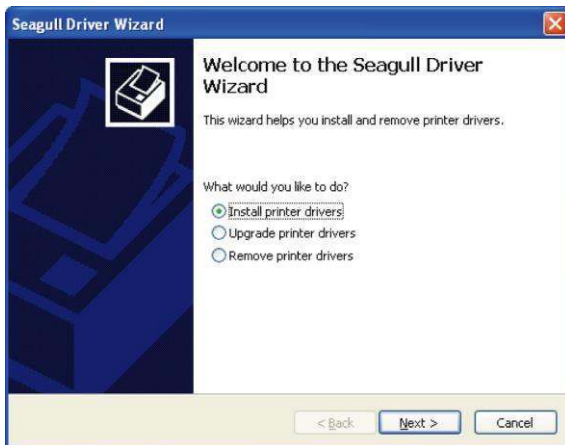 Seagull Driver Wizard
Welcome to the Seagull Driver
Wizard
This wizard helps you install and remove printer drivers.
What would you like to do?
Install printer drivers
Upgrade printer drivers
Remove printer drivers
< Back Next > Cancel